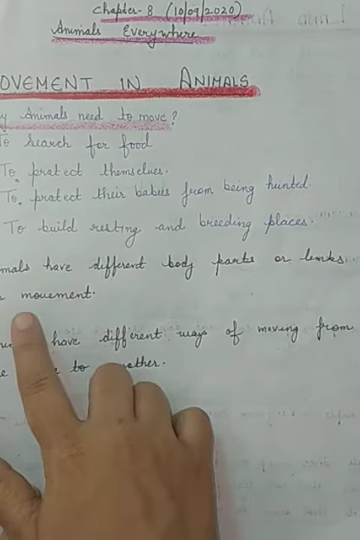 Chapter-8 (10/09/2020)
Animals Everywhere
OVEMENT IN ANIMALS
y Animals need to move?
To search for food
To protect themselves.
To protect their babies from being hunted.
To build resting and breeding places.
mals have different body parts or limbs
movement.
have different ways of moving from
to